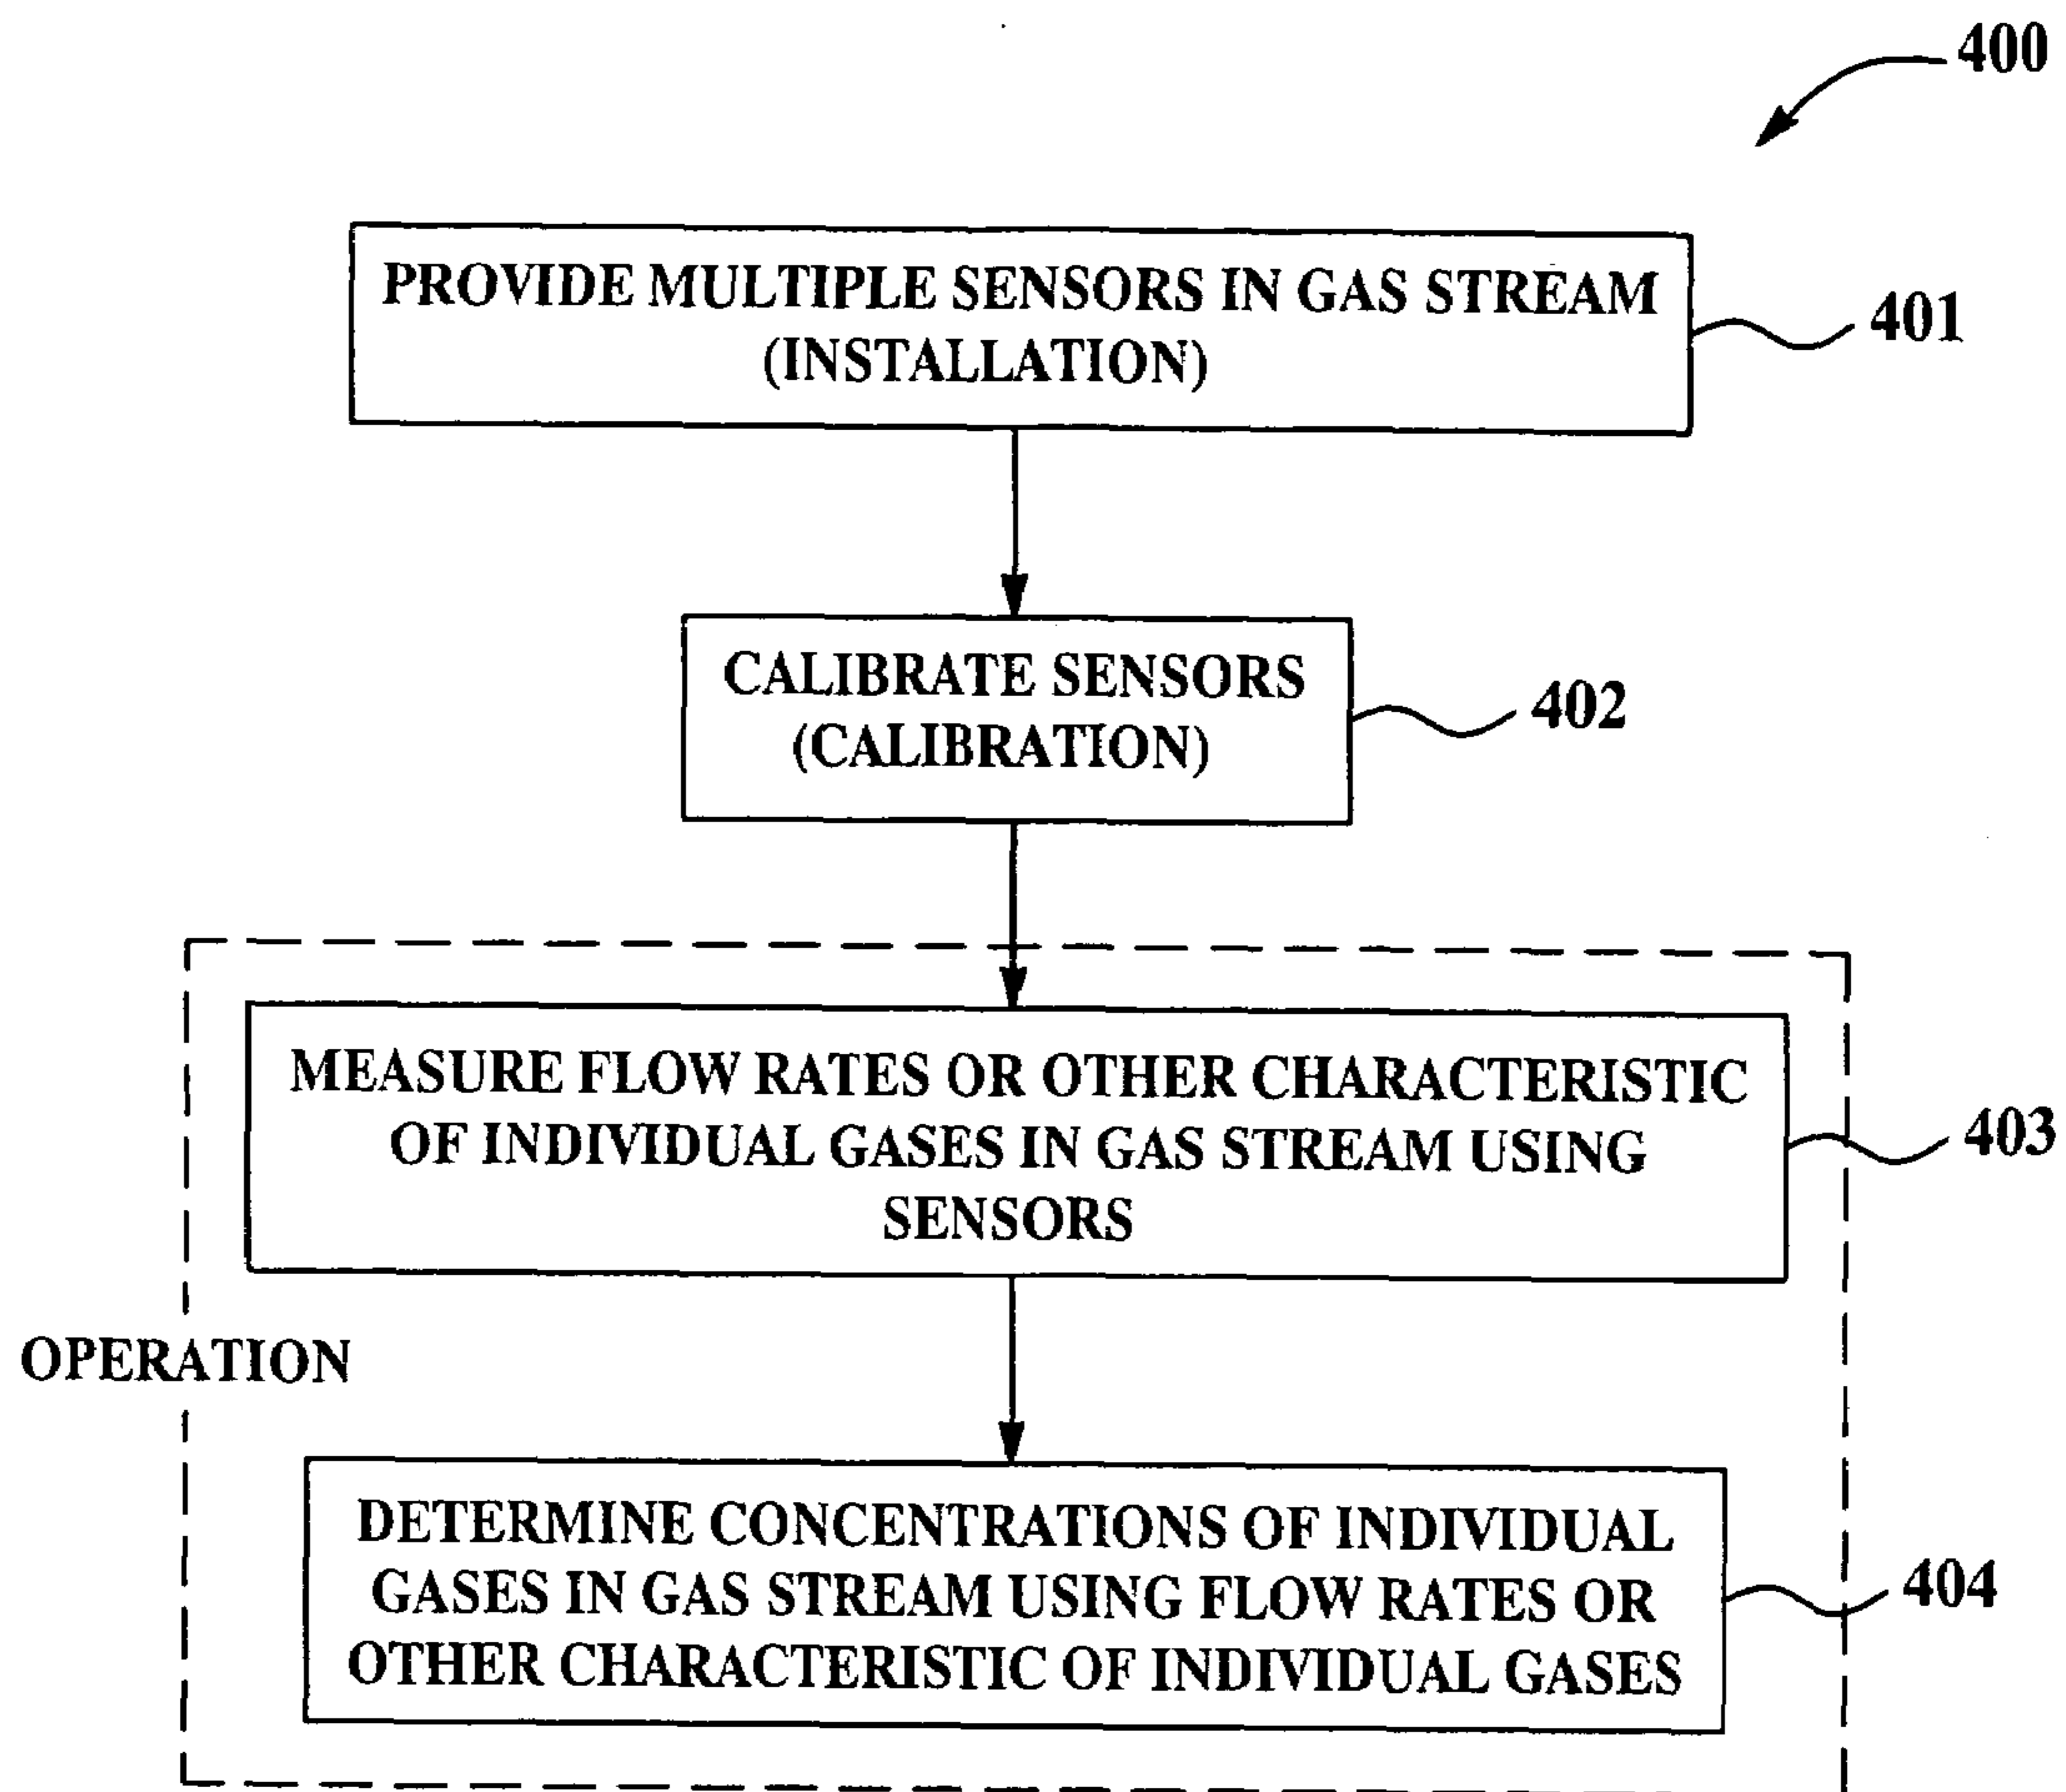 400
PROVIDE MULTIPLE SENSORS IN GAS STREAM
(INSTALLATION)
401
CALIBRATE SENSORS
(CALIBRATION)
402
MEASURE FLOW RATES OR OTHER CHARACTERISTIC
OF INDIVIDUAL GASES IN GAS STREAM USING
SENSORS
403
OPERATION
DETERMINE CONCENTRATIONS OF INDIVIDUAL
GASES IN GAS STREAM USING FLOW RATES OR
OTHER CHARACTERISTIC OF INDIVIDUAL GASES
404